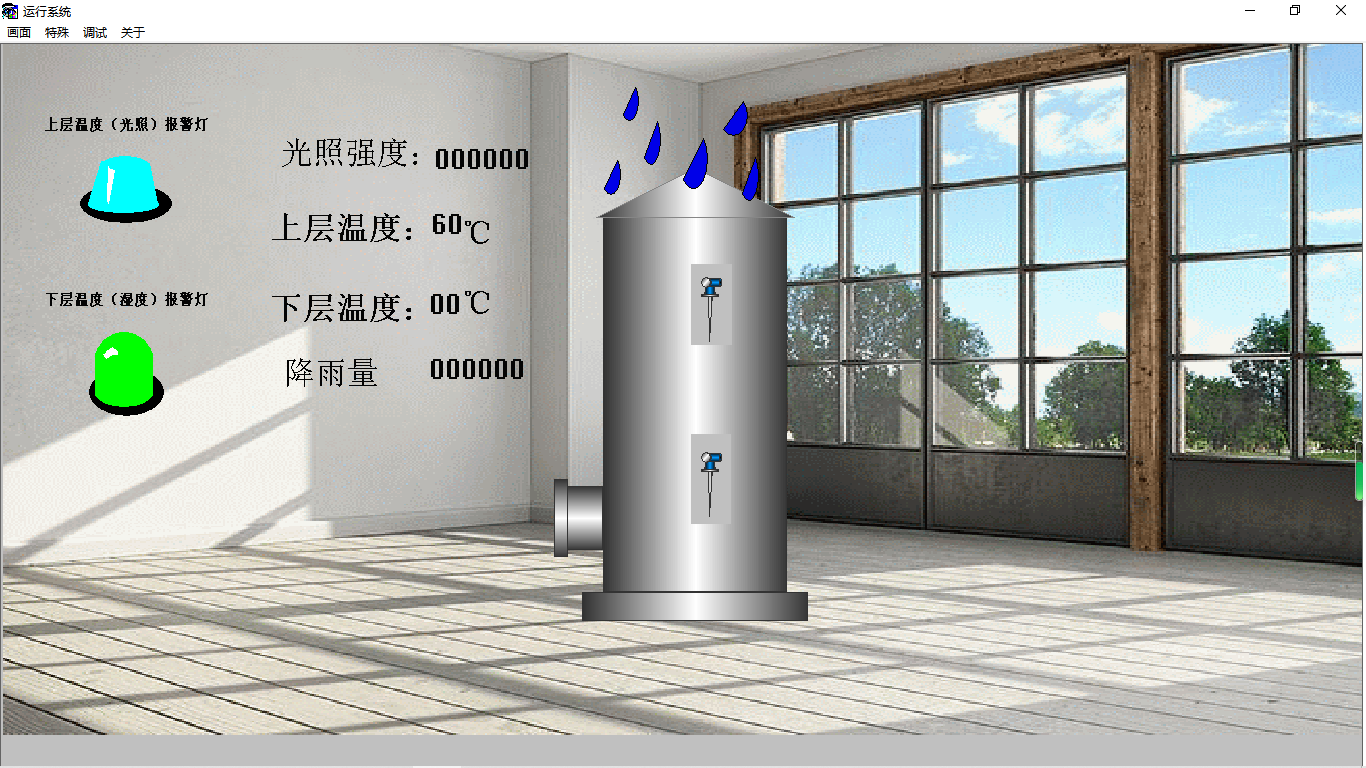 运行系统
画面 特殊 调试 关于
上层温度（光照）报警灯
光照强度：000000
上层温度：60℃
下层温度（湿度）报警灯
下层温度：00℃
降雨量 000000